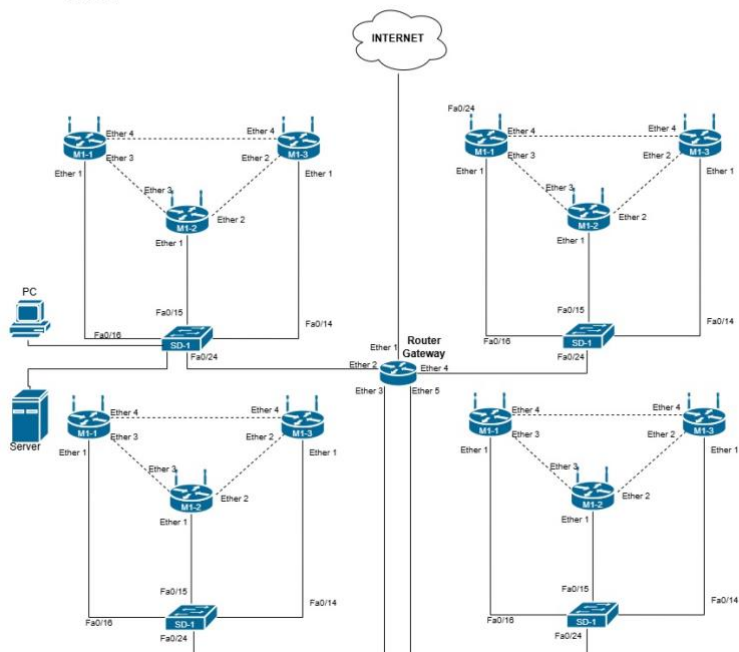 INTERNET
Fa0/24
Ether 4
Ether 4
M1-1
M1-3
Ether 3
Ether 2
Ether 1
Ether 1
Ether 3
Ether 2
M1-2
Ether 1
Ether 4
Ether 4
M1-1
M1-3
Ether 3
Ether 2
Ether 1
Ether 1
Ether 3
Ether 2
M1-2
Ether 1
PC
Fa0/15
Fa0/16
Fa0/14
SD-1
Fa0/24
Fa0/15
Fa0/16
Fa0/14
SD-1
Fa0/24
Router
Gateway
Ether 1
Ether 2
Ether 4
Ether 3
Ether 5
Server
Ether 4
Ether 4
M1-1
M1-3
Ether 3
Ether 2
Ether 1
Ether 1
Ether 3
Ether 2
M1-2
Ether 1
Fa0/15
Fa0/16
Fa0/14
SD-1
Fa0/24
Ether 4
Ether 4
M1-1
M1-3
Ether 3
Ether 2
Ether 1
Ether 1
Ether 3
Ether 2
M1-2
Ether 1
Fa0/15
Fa0/16
Fa0/14
SD-1
Fa0/24